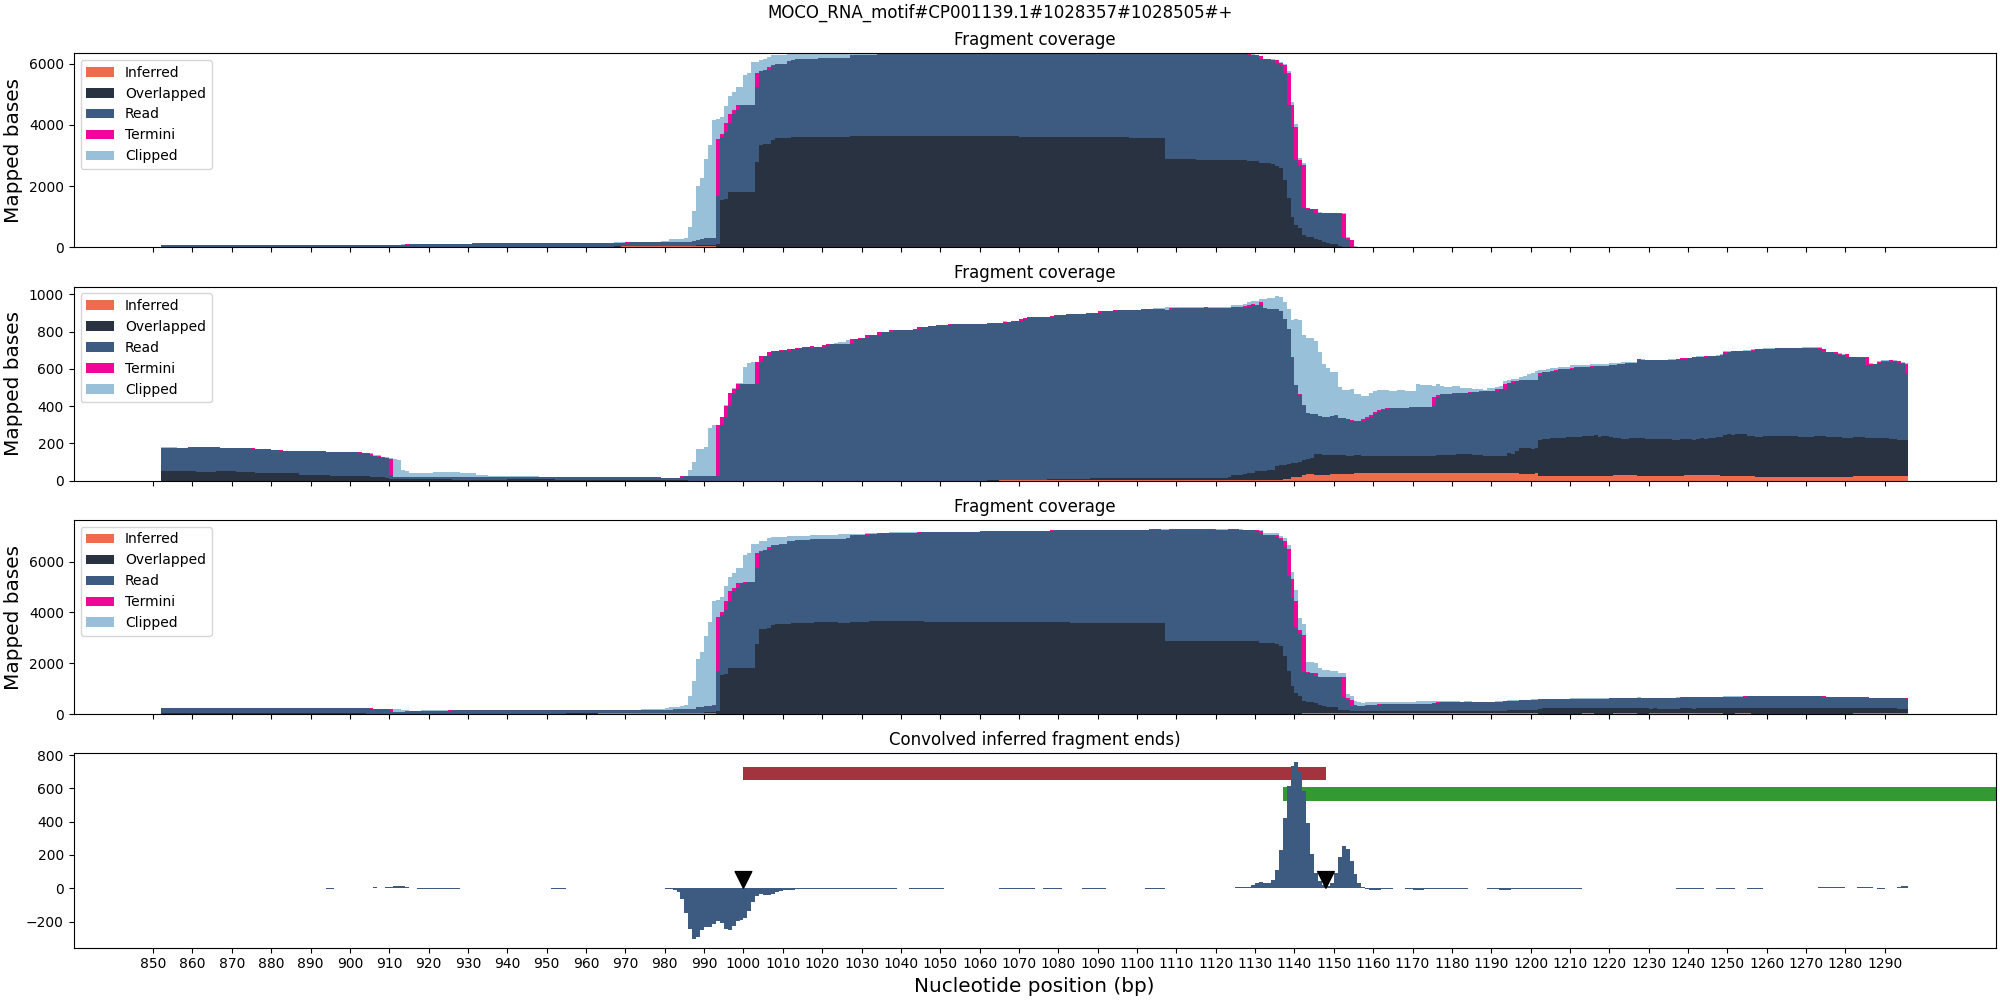 MOCO_RNA_motif#CP001139.1#1028357#1028505#+
Fragment coverage
Mapped bases
6000
4000
2000
0
Inferred
Overlapped
Read
Termini
Clipped
Fragment coverage
Mapped bases
1000
800
600
400
200
0
Inferred
Overlapped
Read
Termini
Clipped
Fragment coverage
Mapped bases
6000
4000
2000
0
Inferred
Overlapped
Read
Termini
Clipped
Convolved inferred fragment ends)
800
600
400
200
0
−200
850 860 870 880 890 900 910 920 930 940 950 960 970 980 990 1000 1010 1020 1030 1040 1050 1060 1070 1080 1090 1100 1110 1120 1130 1140 1150 1160 1170 1180 1190 1200 1210 1220 1230 1240 1250 1260 1270 1280 1290
Nucleotide position (bp)